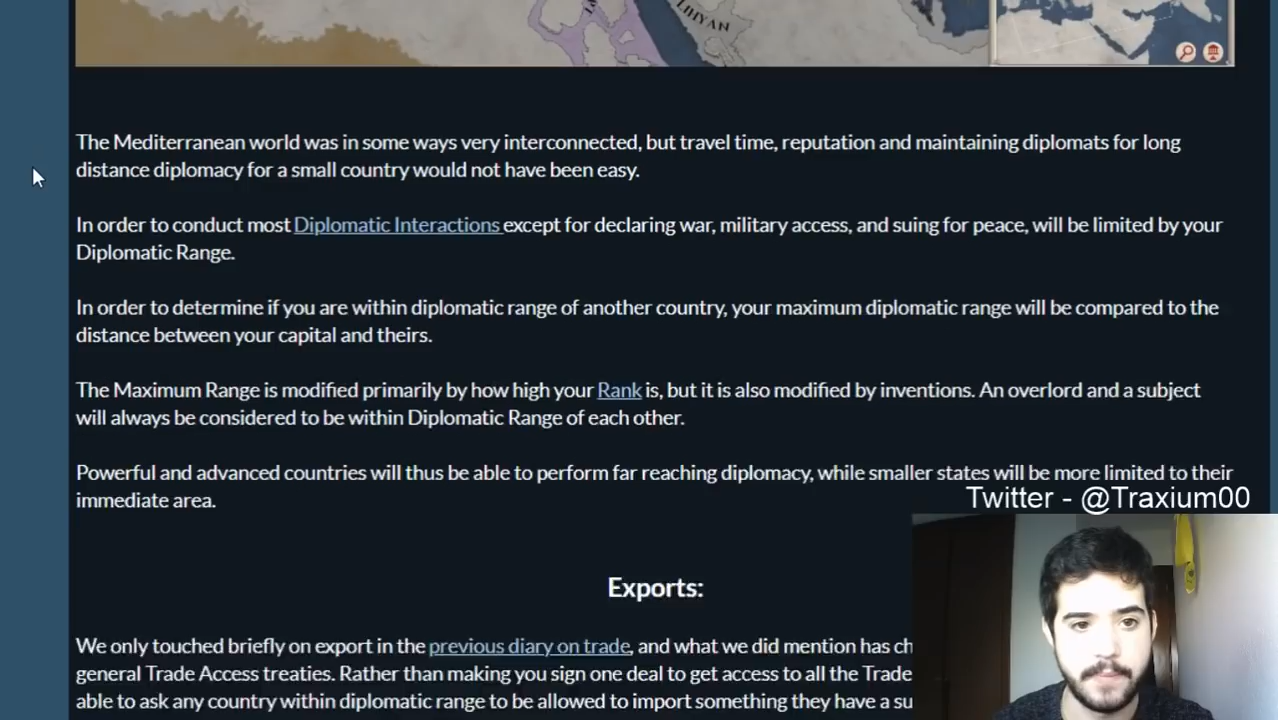 LIHYAN
The Mediterranean world was in some ways very interconnected, but travel time, reputation and maintaining diplomats for long
distance diplomacy for a small country would not have been easy.
In order to conduct most Diplomatic Interactions except for declaring war, military access, and suing for peace, will be limited by your
Diplomatic Range.
In order to determine if you are within diplomatic range of another country, your maximum diplomatic range will be compared to the
distance between your capital and theirs.
The Maximum Range is modified primarily by how high your Rank is, but it is also modified by inventions. An overlord and a subject
will always be considered to be within Diplomatic Range of each other.
Powerful and advanced countries will thus be able to perform far reaching diplomacy, while smaller states will be more limited to their
immediate area.
Twitter - @Traxium00
Exports:
We only touched briefly on export in the previous diary on trade, and what we did mention has ch
general Trade Access treaties. Rather than making you sign one deal to get access to all the Trade
able to ask any country within diplomatic range to be allowed to import something they have a su